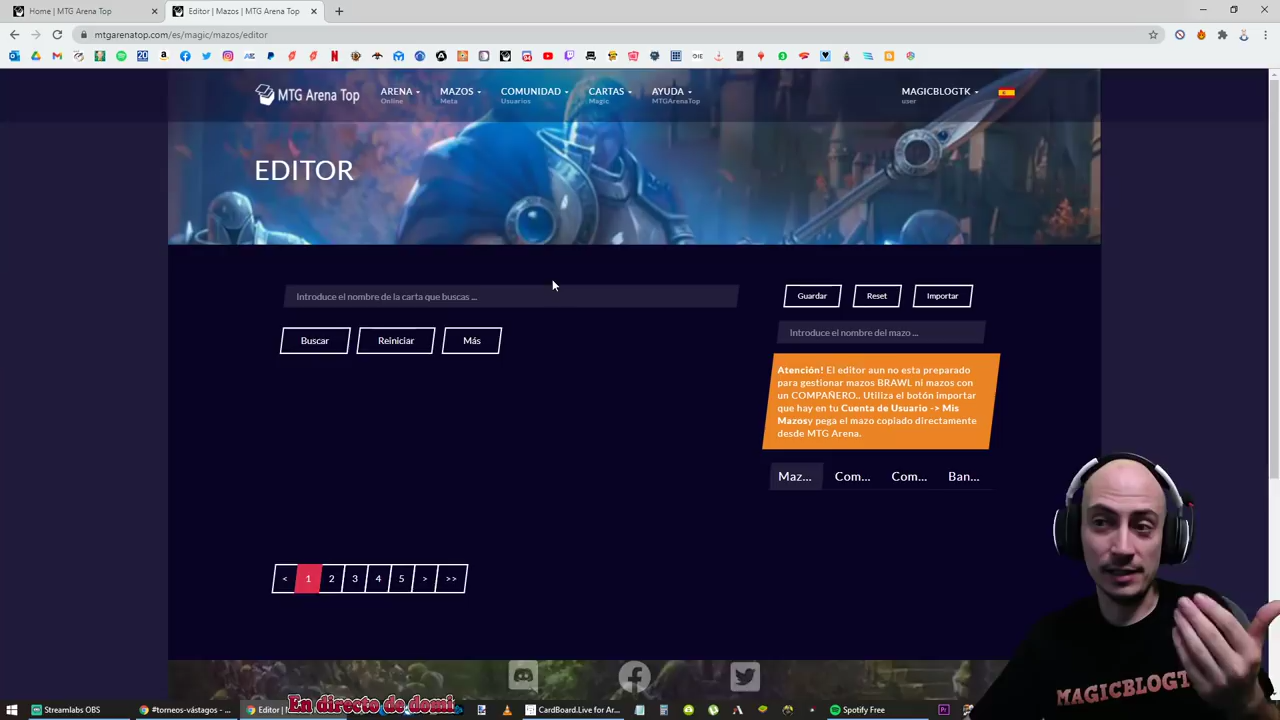 Home | MTG Arena Top
Editor | Mazos | MTG Arena Top
mtgarenatop.com/es/magic/mazos/editor
MTG Arena Top
ARENA
Online
MAZOS
Meta
COMUNIDAD
Usuarios
CARTAS
Magic
AYUDA
MTGArenaTop
MAGICBLOGTK
user
EDITOR
Introduce el nombre de la carta que buscas ...
Buscar
Reiniciar
Más
Guardar
Reset
Importar
Introduce el nombre del mazo ...
Atención! El editor aun no esta preparado
para gestionar mazos BRAWL ni mazos con
un COMPAÑERO.. Utiliza el botón importar
que hay en tu Cuenta de Usuario -> Mis
Mazosy pega el mazo copiado directamente
desde MTG Arena.
Maz...
Com...
Com...
Ban...
< 1 2 3 4 5 > >>
MAGICBLOGT
En directo de domi
Streamlabs OBS
#torneos-vástagos - ...
Editor | M
CardBoard.Live for Ar...
Spotify Free